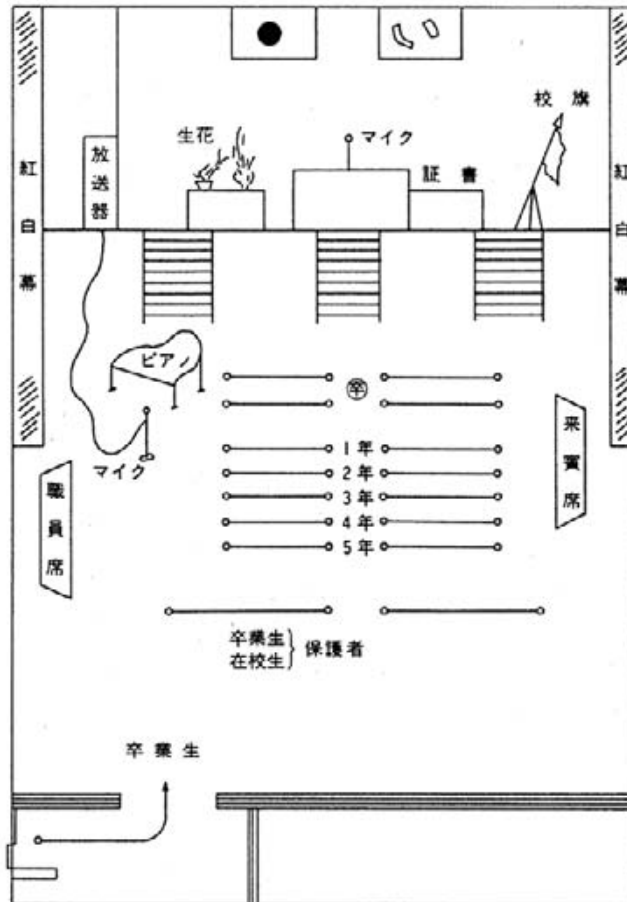 校旗
生花
マイク
証書
放送器
紅白幕
紅白幕
ピアノ
卒
マイク
1年
2年
3年
4年
5年
来賓席
職員席
卒業生
在校生
保護者
卒業生